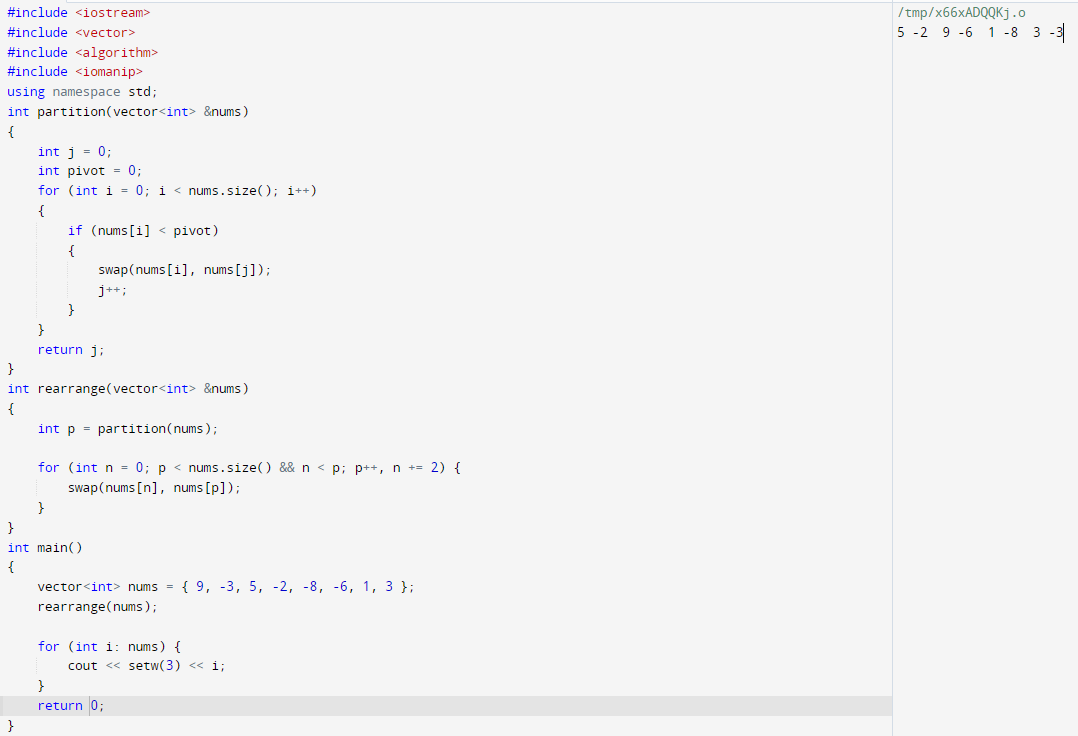 #include <iostream>
#include <vector>
#include <algorithm>
#include <iomanip>
using namespace std;
int partition(vector<int> &nums)
{
    int j = 0;
    int pivot = 0;
    for (int i = 0; i < nums.size(); i++)
    {
        if (nums[i] < pivot)
        {
            swap(nums[i], nums[j]);
            j++;
        }
    }
    return j;
}
int rearrange(vector<int> &nums)
{
    int p = partition(nums);

    for (int n = 0; p < nums.size() && n < p; p++, n += 2) {
        swap(nums[n], nums[p]);
    }
}
int main()
{
    vector<int> nums = { 9, -3, 5, -2, -8, -6, 1, 3 };
    rearrange(nums);

    for (int i: nums) {
        cout << setw(3) << i;
    }
    return 0;
}
/tmp/x66xADQQKj.o
5 -2  9 -6  1 -8  3 -3